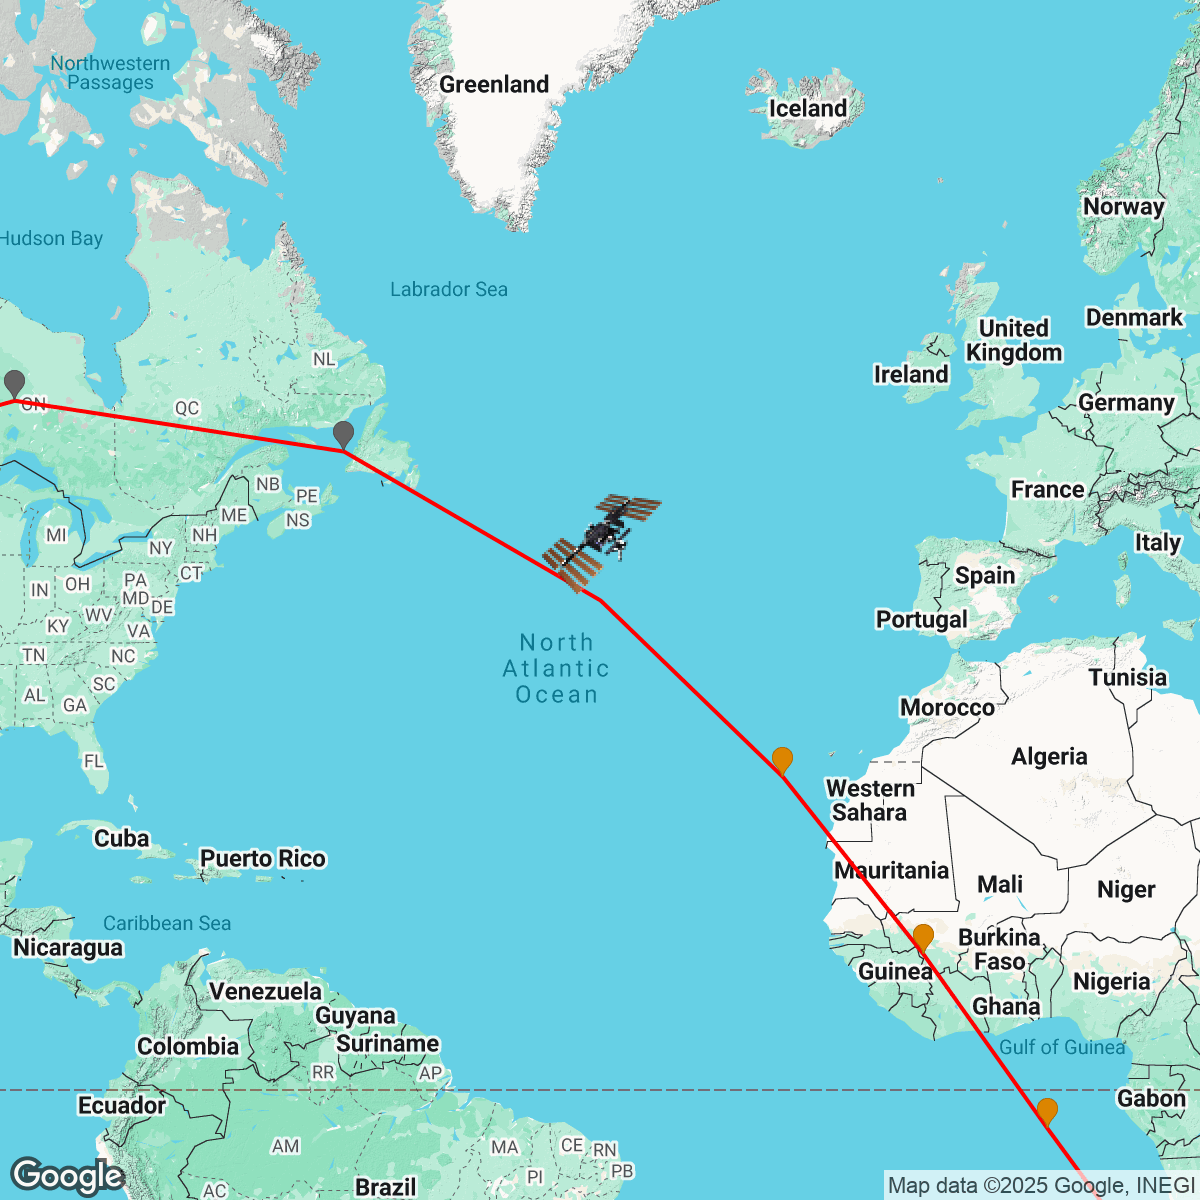 Northwestern
Passages
Greenland
Iceland
Norway
Hudson Bay
Labrador Sea
Denmark
United
Kingdom
Ireland
NL
Germany
ON
QC
France
NB
PE
ME
NS
MI
NH
NY
Italy
CT
Spain
PA
OH
IN
MD
DE
WV
Portugal
KY
VA
North
Atlantic
Ocean
TN
NC
Tunisia
SC
AL
GA
Morocco
Algeria
FL
Western
Sahara
Cuba
Puerto Rico
Mauritania
Mali
Niger
Caribbean Sea
Nicaragua
Burkina
Faso
Guinea
Nigeria
Venezuela
Ghana
Guyana
Suriname
Colombia
Gulf of Guinea
RR
AP
Ecuador
Gabon
AM
MA
CE
RN
PI
PB
Google
AC
Brazil
Map data ©2025 Google, INEGI